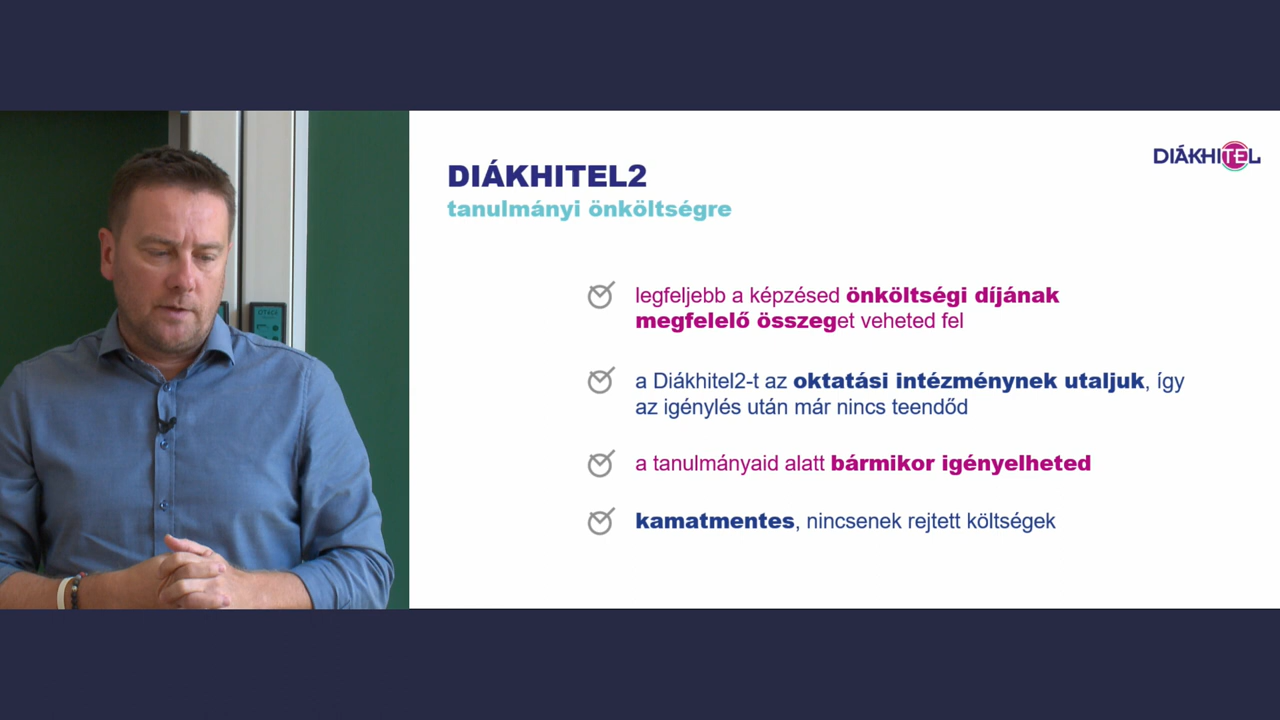 DIÁKHITEL
DIÁKHITEL2
tanulmányi önköltségre
legfeljebb a képzésed önköltségi díjának
megfelelő összeget veheted fel
a Diákhitel2-t az oktatási intézménynek utaljuk, így
az igénylés után már nincs teendőd
a tanulmányaid alatt bármikor igényelheted
kamatmentes, nincsenek rejtett költségek